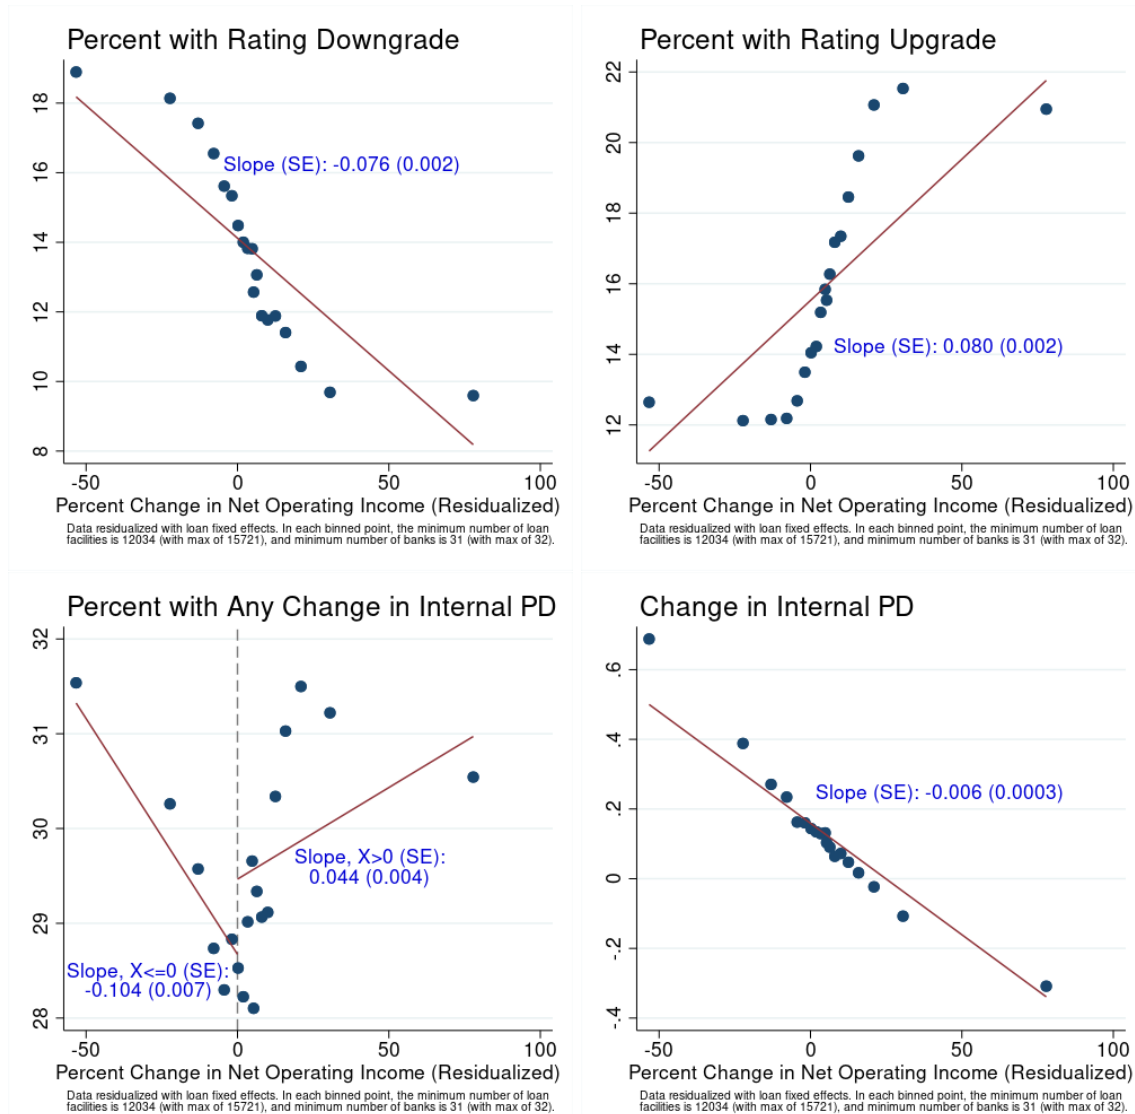 Percent with Rating Downgrade
18
16
14
12
10
8
Slope (SE): -0.076 (0.002)
-50 0 50 100
Percent Change in Net Operating Income (Residualized)
Data residualized with loan fixed effects. In each binned point, the minimum number of loan
facilities is 12034 (with max of 15721), and minimum number of banks is 31 (with max of 32).
Percent with Rating Upgrade
22
20
18
16
14
12
Slope (SE): 0.080 (0.002)
-50 0 50 100
Percent Change in Net Operating Income (Residualized)
Data residualized with loan fixed effects. In each binned point, the minimum number of loan
facilities is 12034 (with max of 15721), and minimum number of banks is 31 (with max of 32).
Percent with Any Change in Internal PD
32
31
30
29
28
Slope, X>0 (SE):
0.044 (0.004)
Slope, X<=0 (SE):
-0.104 (0.007)
-50 0 50 100
Percent Change in Net Operating Income (Residualized)
Data residualized with loan fixed effects. In each binned point, the minimum number of loan
facilities is 12034 (with max of 15721), and minimum number of banks is 31 (with max of 32).
Change in Internal PD
.6
.4
.2
0
-.2
-.4
Slope (SE): -0.006 (0.0003)
-50 0 50 100
Percent Change in Net Operating Income (Residualized)
Data residualized with loan fixed effects. In each binned point, the minimum number of loan
facilities is 12034 (with max of 15721), and minimum number of banks is 31 (with max of 32).